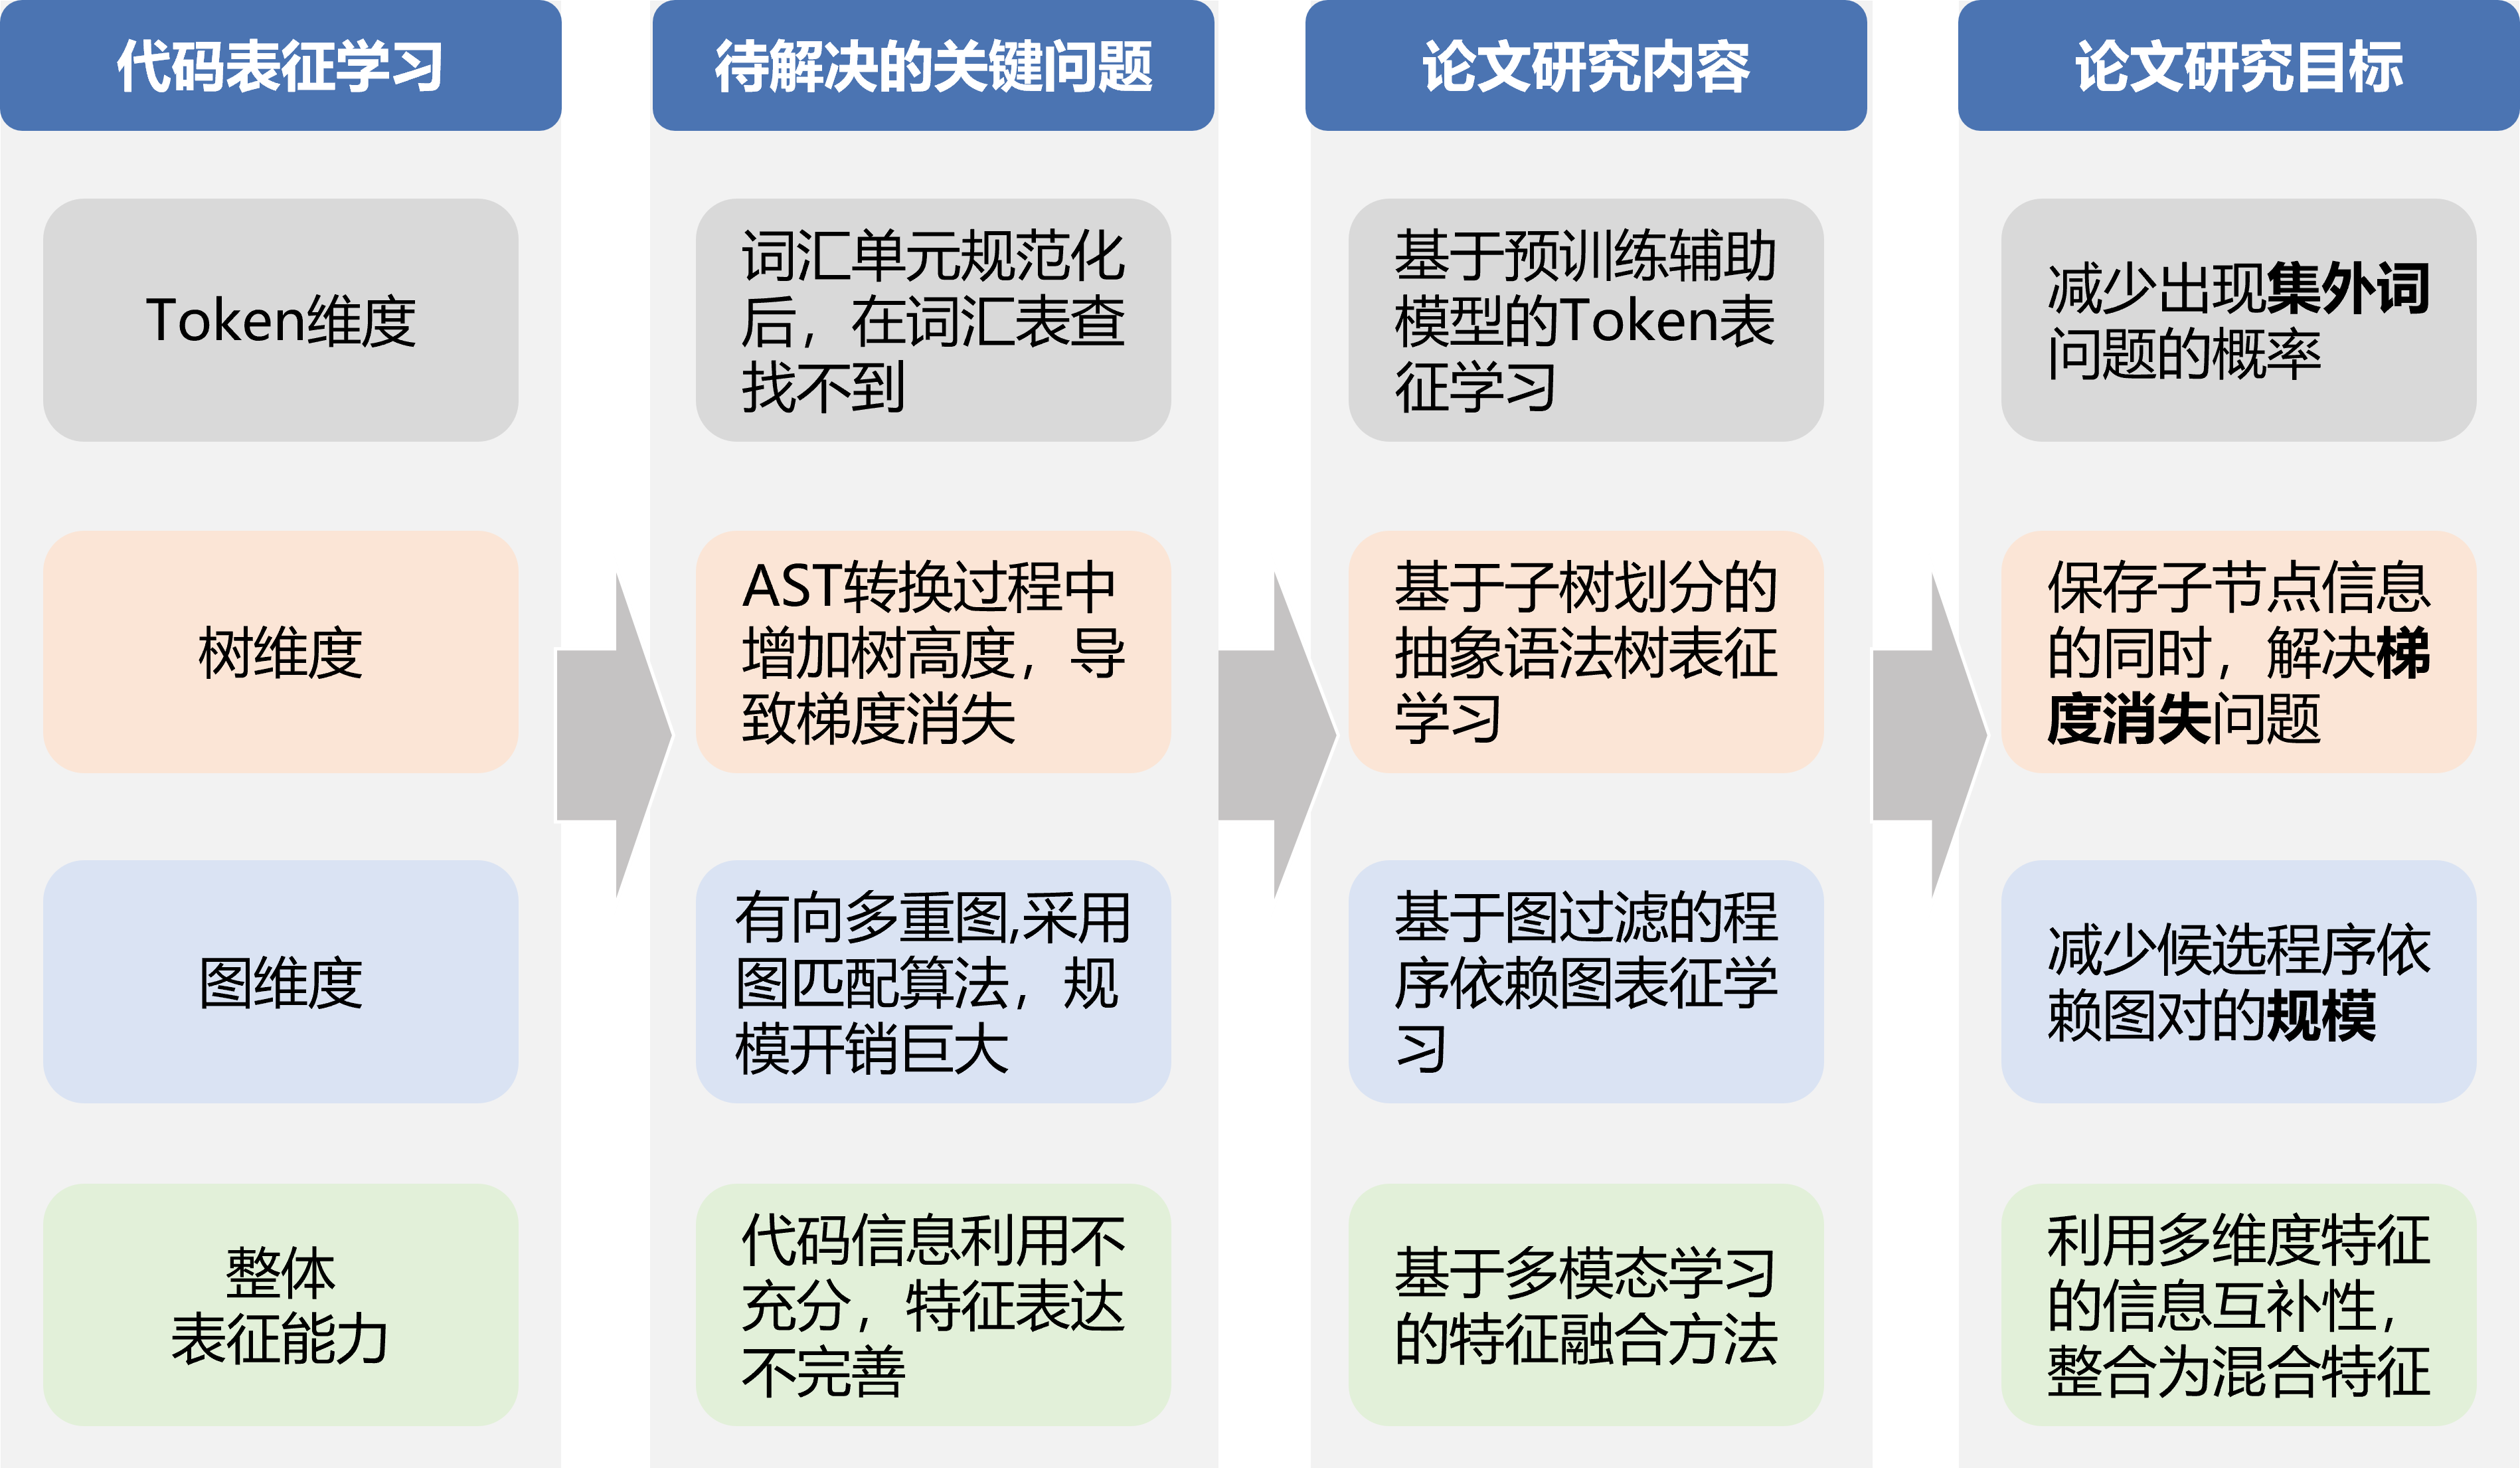 代码表征学习
待解决的关键问题
论文研究内容
论文研究目标
Token维度
词汇单元规范化
后，在词汇表查
找不到
基于预训练辅助
模型的Token表
征学习
减少出现集外词
问题的概率
树维度
AST转换过程中
增加树高度，导
致梯度消失
基于子树划分的
抽象语法树表征
学习
保存子节点信息
的同时，解决梯
度消失问题
图维度
有向多重图,采用
图匹配算法，规
模开销巨大
基于图过滤的程
序依赖图表征学
习
减少候选程序依
赖图对的规模
整体
表征能力
代码信息利用不
充分，特征表达
不完善
基于多模态学习
的特征融合方法
利用多维度特征
的信息互补性，
整合为混合特征